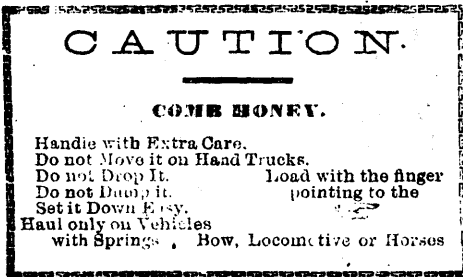 CAUTION.
COMB HONEY.
Handle with Extra Care.
Do not Move it on Hand Trucks.
Do not Drop It. Load with the finger
Do not Dump it. pointing to the
Set it Down Easy.
Haul only on Vehicles
with Springs, Bow, Locomotive or Horses